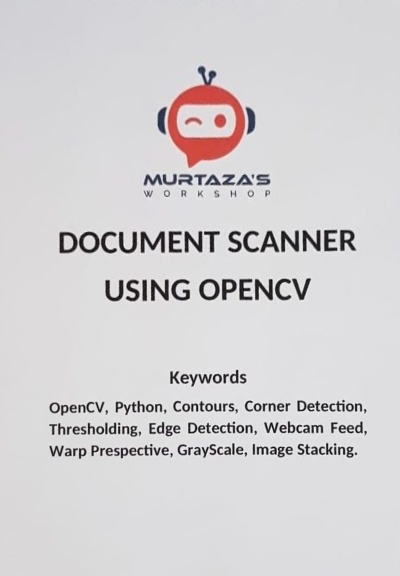 MURTAZA'S
WORKSHOP
DOCUMENT SCANNER
USING OPENCV
Keywords
OpenCV, Python, Contours, Corner Detection,
Thresholding, Edge Detection, Webcam Feed,
Warp Prespective, GrayScale, Image Stacking.